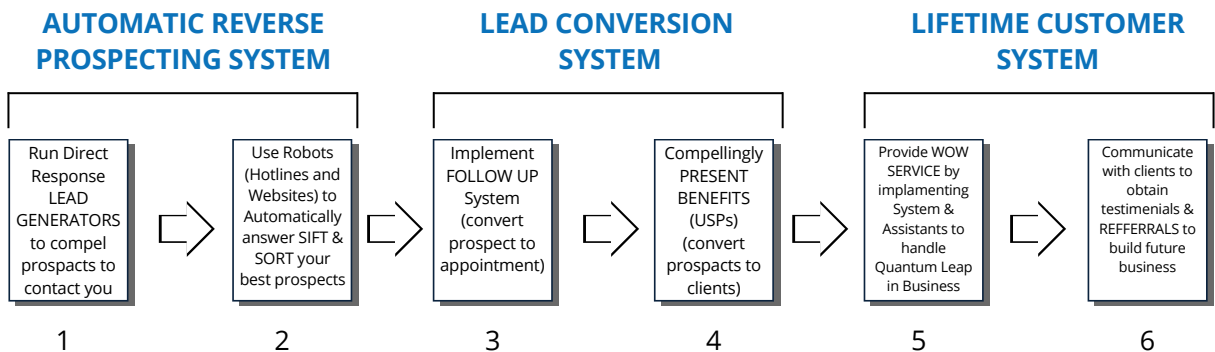 AUTOMATIC REVERSE
PROSPECTING SYSTEM
LEAD CONVERSION
SYSTEM
LIFETIME CUSTOMER
SYSTEM
Run Direct
Response
LEAD
GENERATORS
to compel
prospacts to
contact you
Use Robots
(Hotlines and
Websites) to
Automatically
answer SIFT &
SORT your
best prospects
Implement
FOLLOW UP
System
(convert
prospect to
appointment)
Compellingly
PRESENT
BENEFITS
(USPs)
(convert
prospacts to
clients)
Provide WOW
SERVICE by
implamenting
System &
Assistants to
handle
Quantum Leap
in Business
Communicate
with clients to
obtain
testimenials &
REFFERRALS to
build future
business
1
2
3
4
5
6